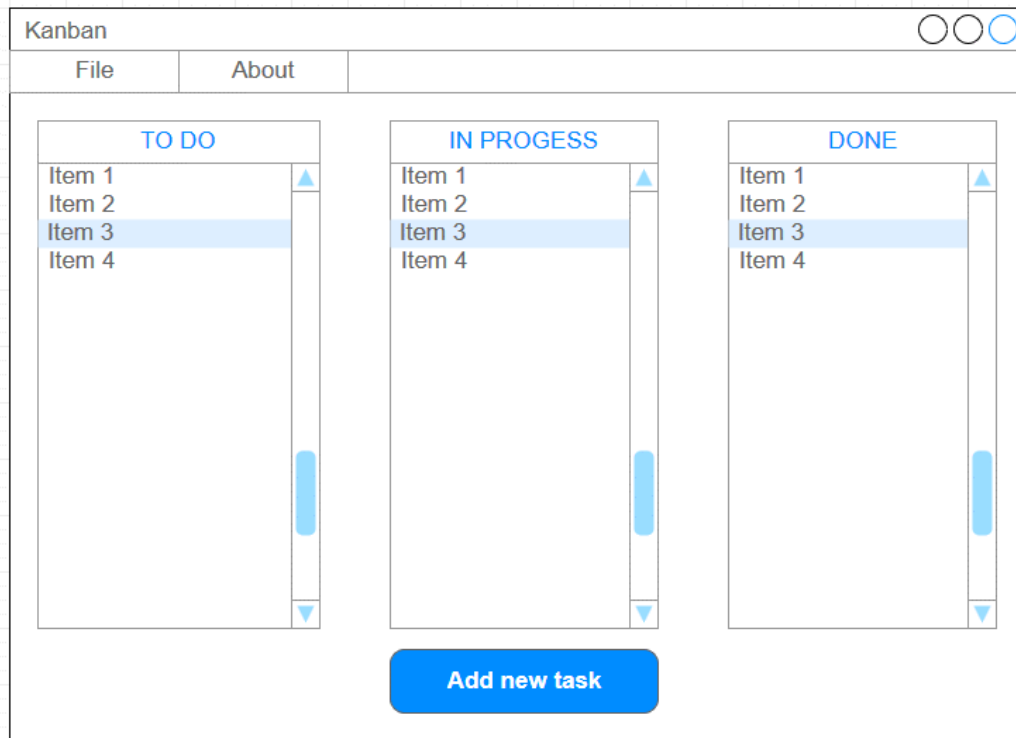 Kanban
File About
TO DO
Item 1
Item 2
Item 3
Item 4
IN PROGESS
Item 1
Item 2
Item 3
Item 4
DONE
Item 1
Item 2
Item 3
Item 4
Add new task